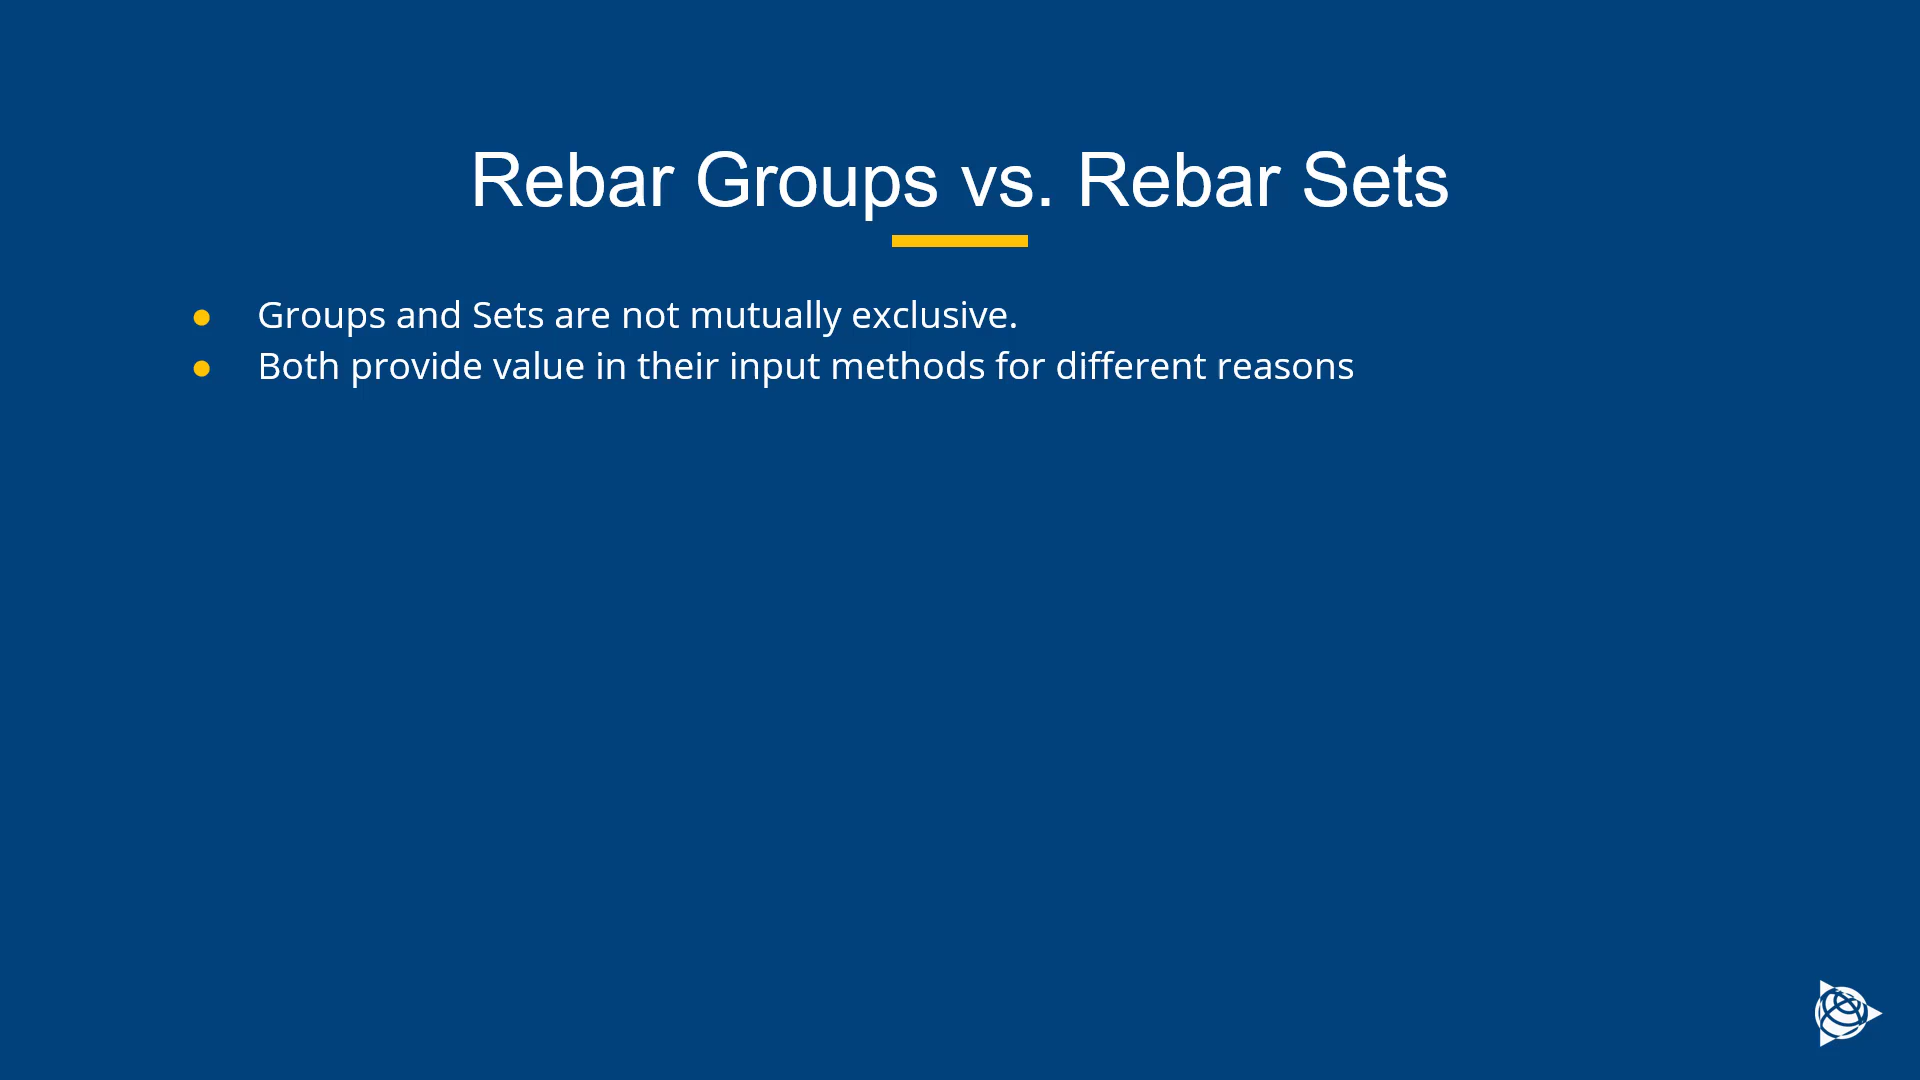 Rebar Groups vs. Rebar Sets
● Groups and Sets are not mutually exclusive.
● Both provide value in their input methods for different reasons